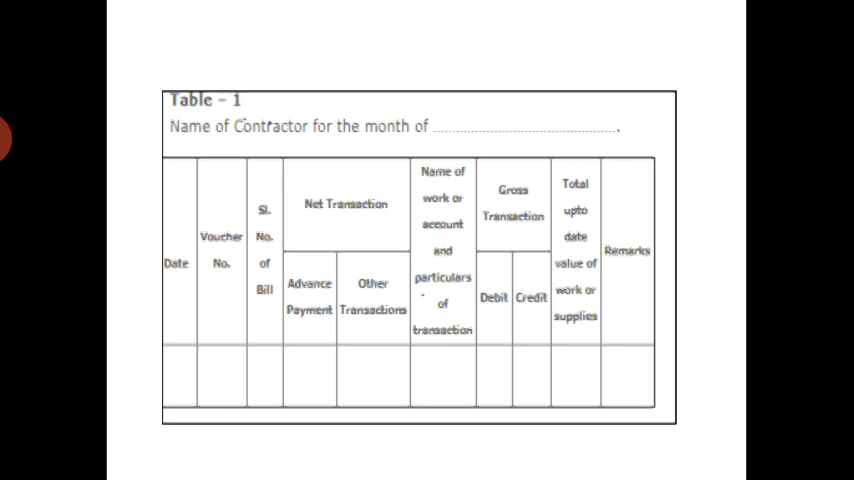 Table - 1
Name of Contractor for the month of ........................................................
Date
Voucher
No.
Sl.
No.
of
Bill
Net Transaction
Advance
Payment
Other
Transactions
Name of
work or
account
and
particulars
of
transaction
Gross
Transaction
Debit
Credit
Total
upto
date
value of
work or
supplies
Remarks